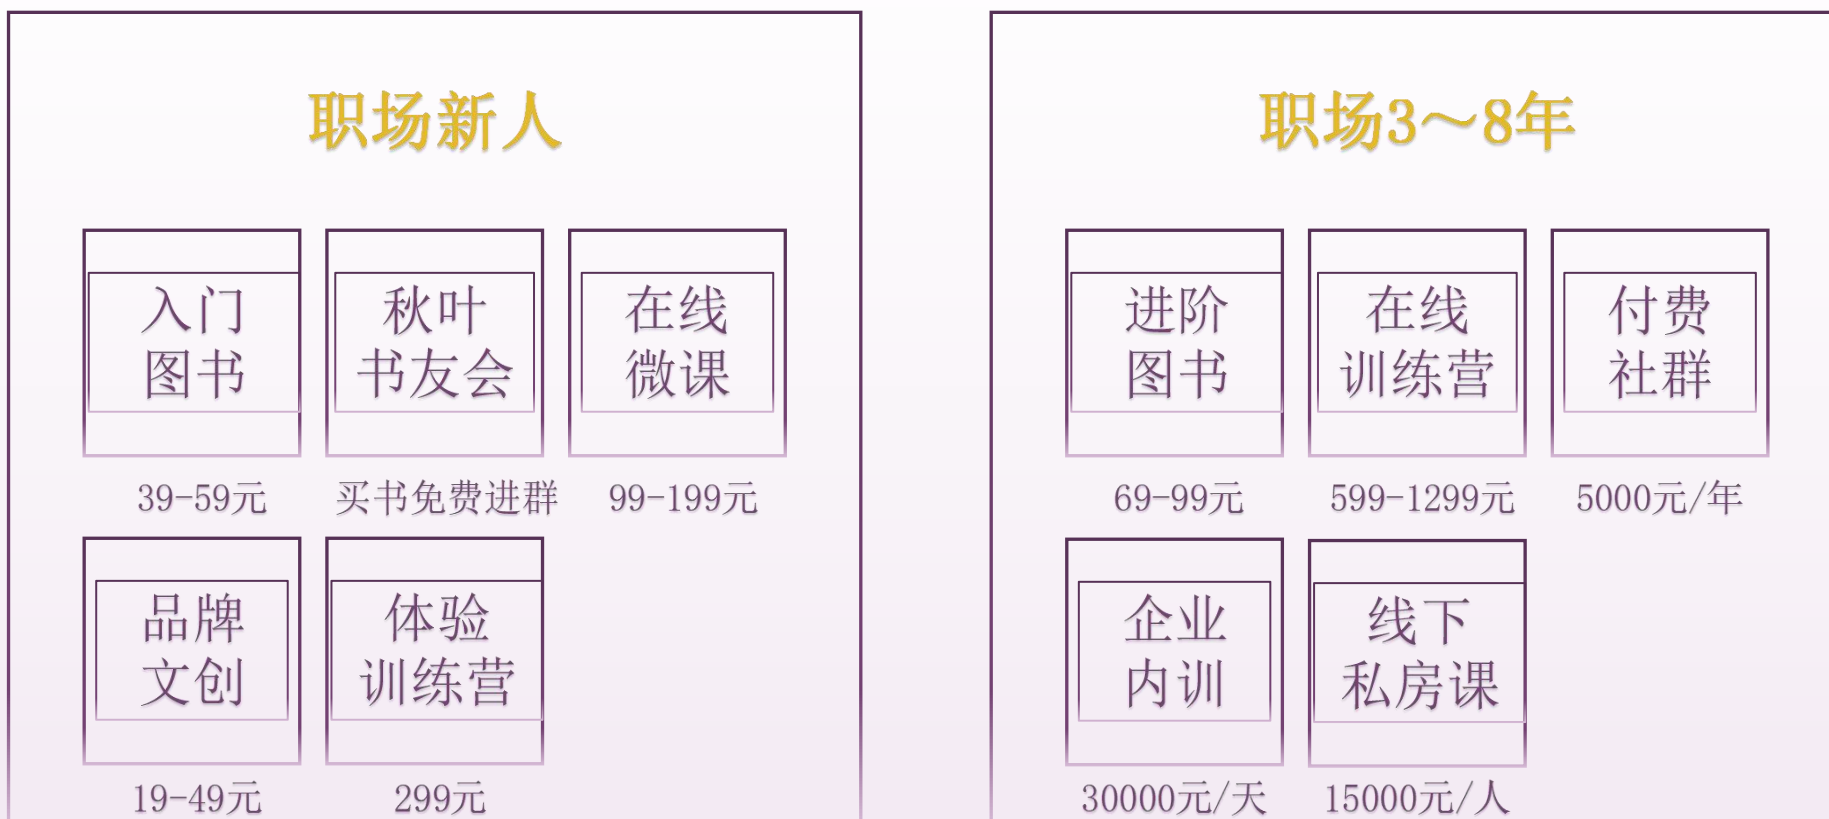 职场新人
入门
图书
秋叶
书友会
在线
微课
39-59元
买书免费进群
99-199元
品牌
文创
体验
训练营
19-49元
299元
职场3～8年
进阶
图书
在线
训练营
付费
社群
69-99元
599-1299元
5000元/年
企业
内训
线下
私房课
30000元/天
15000元/人